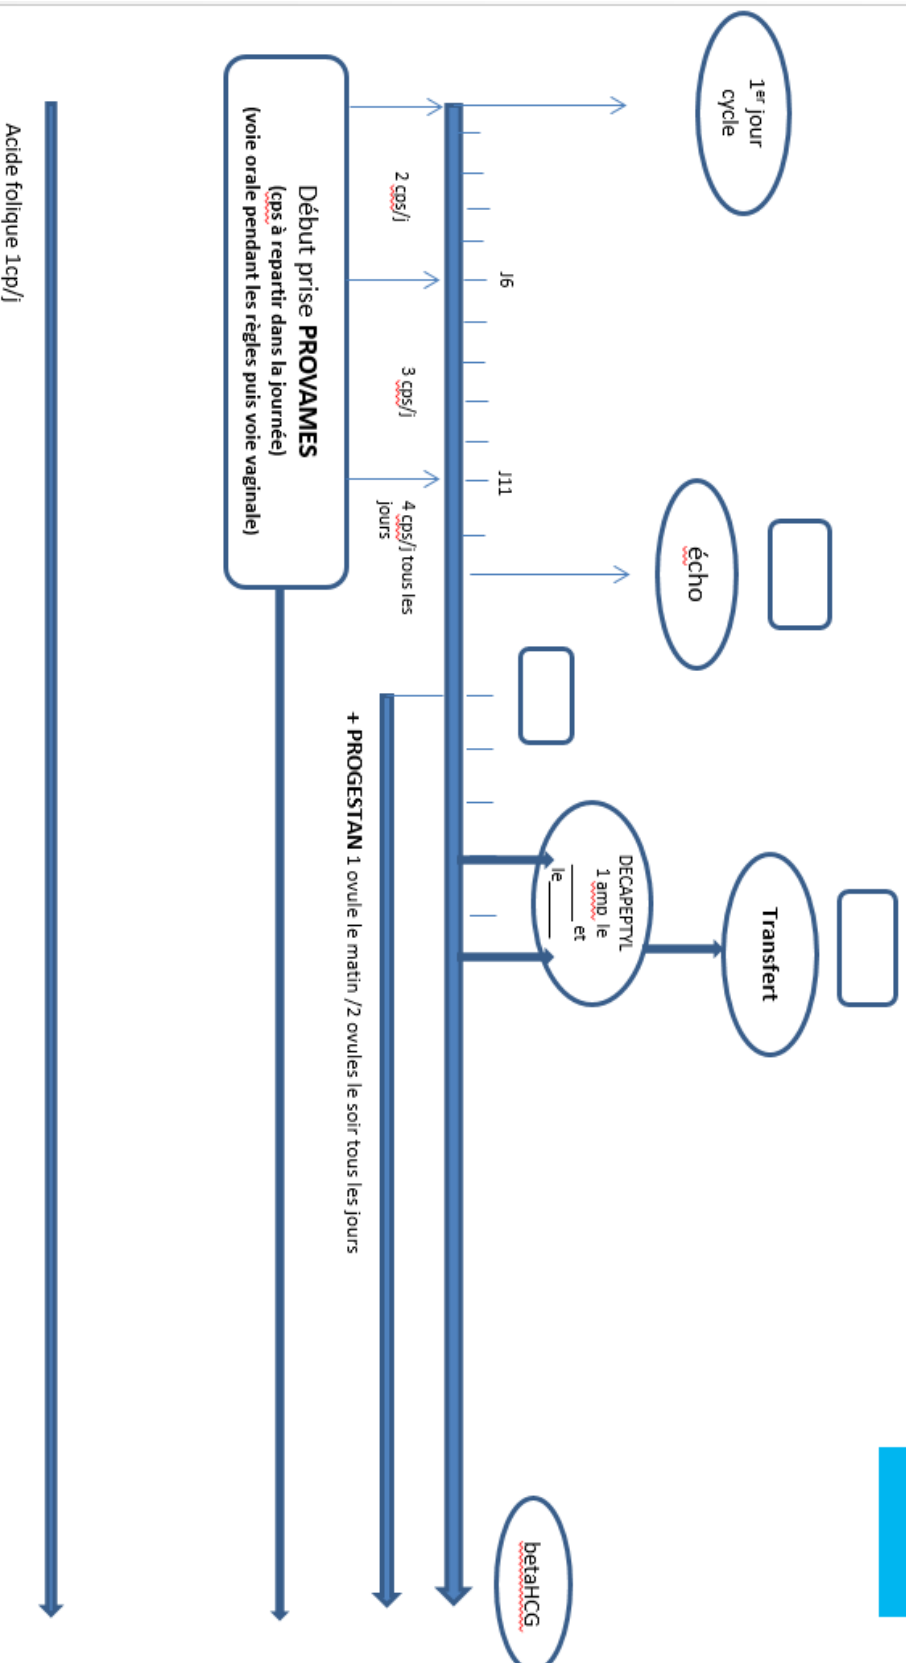 1er jour
cycle
écho
Transfert
DECAPEPTYL
1 amp le
_______ et
le_______
betaHCG
J6
J11
2 cps/j
3 cps/j
4 cps/j tous les
jours
+ PROGESTAN 1 ovule le matin /2 ovules le soir tous les jours
Début prise PROVAMES
(cps à repartir dans la journée)
(voie orale pendant les règles puis voie vaginale)
Acide folique 1cp/j